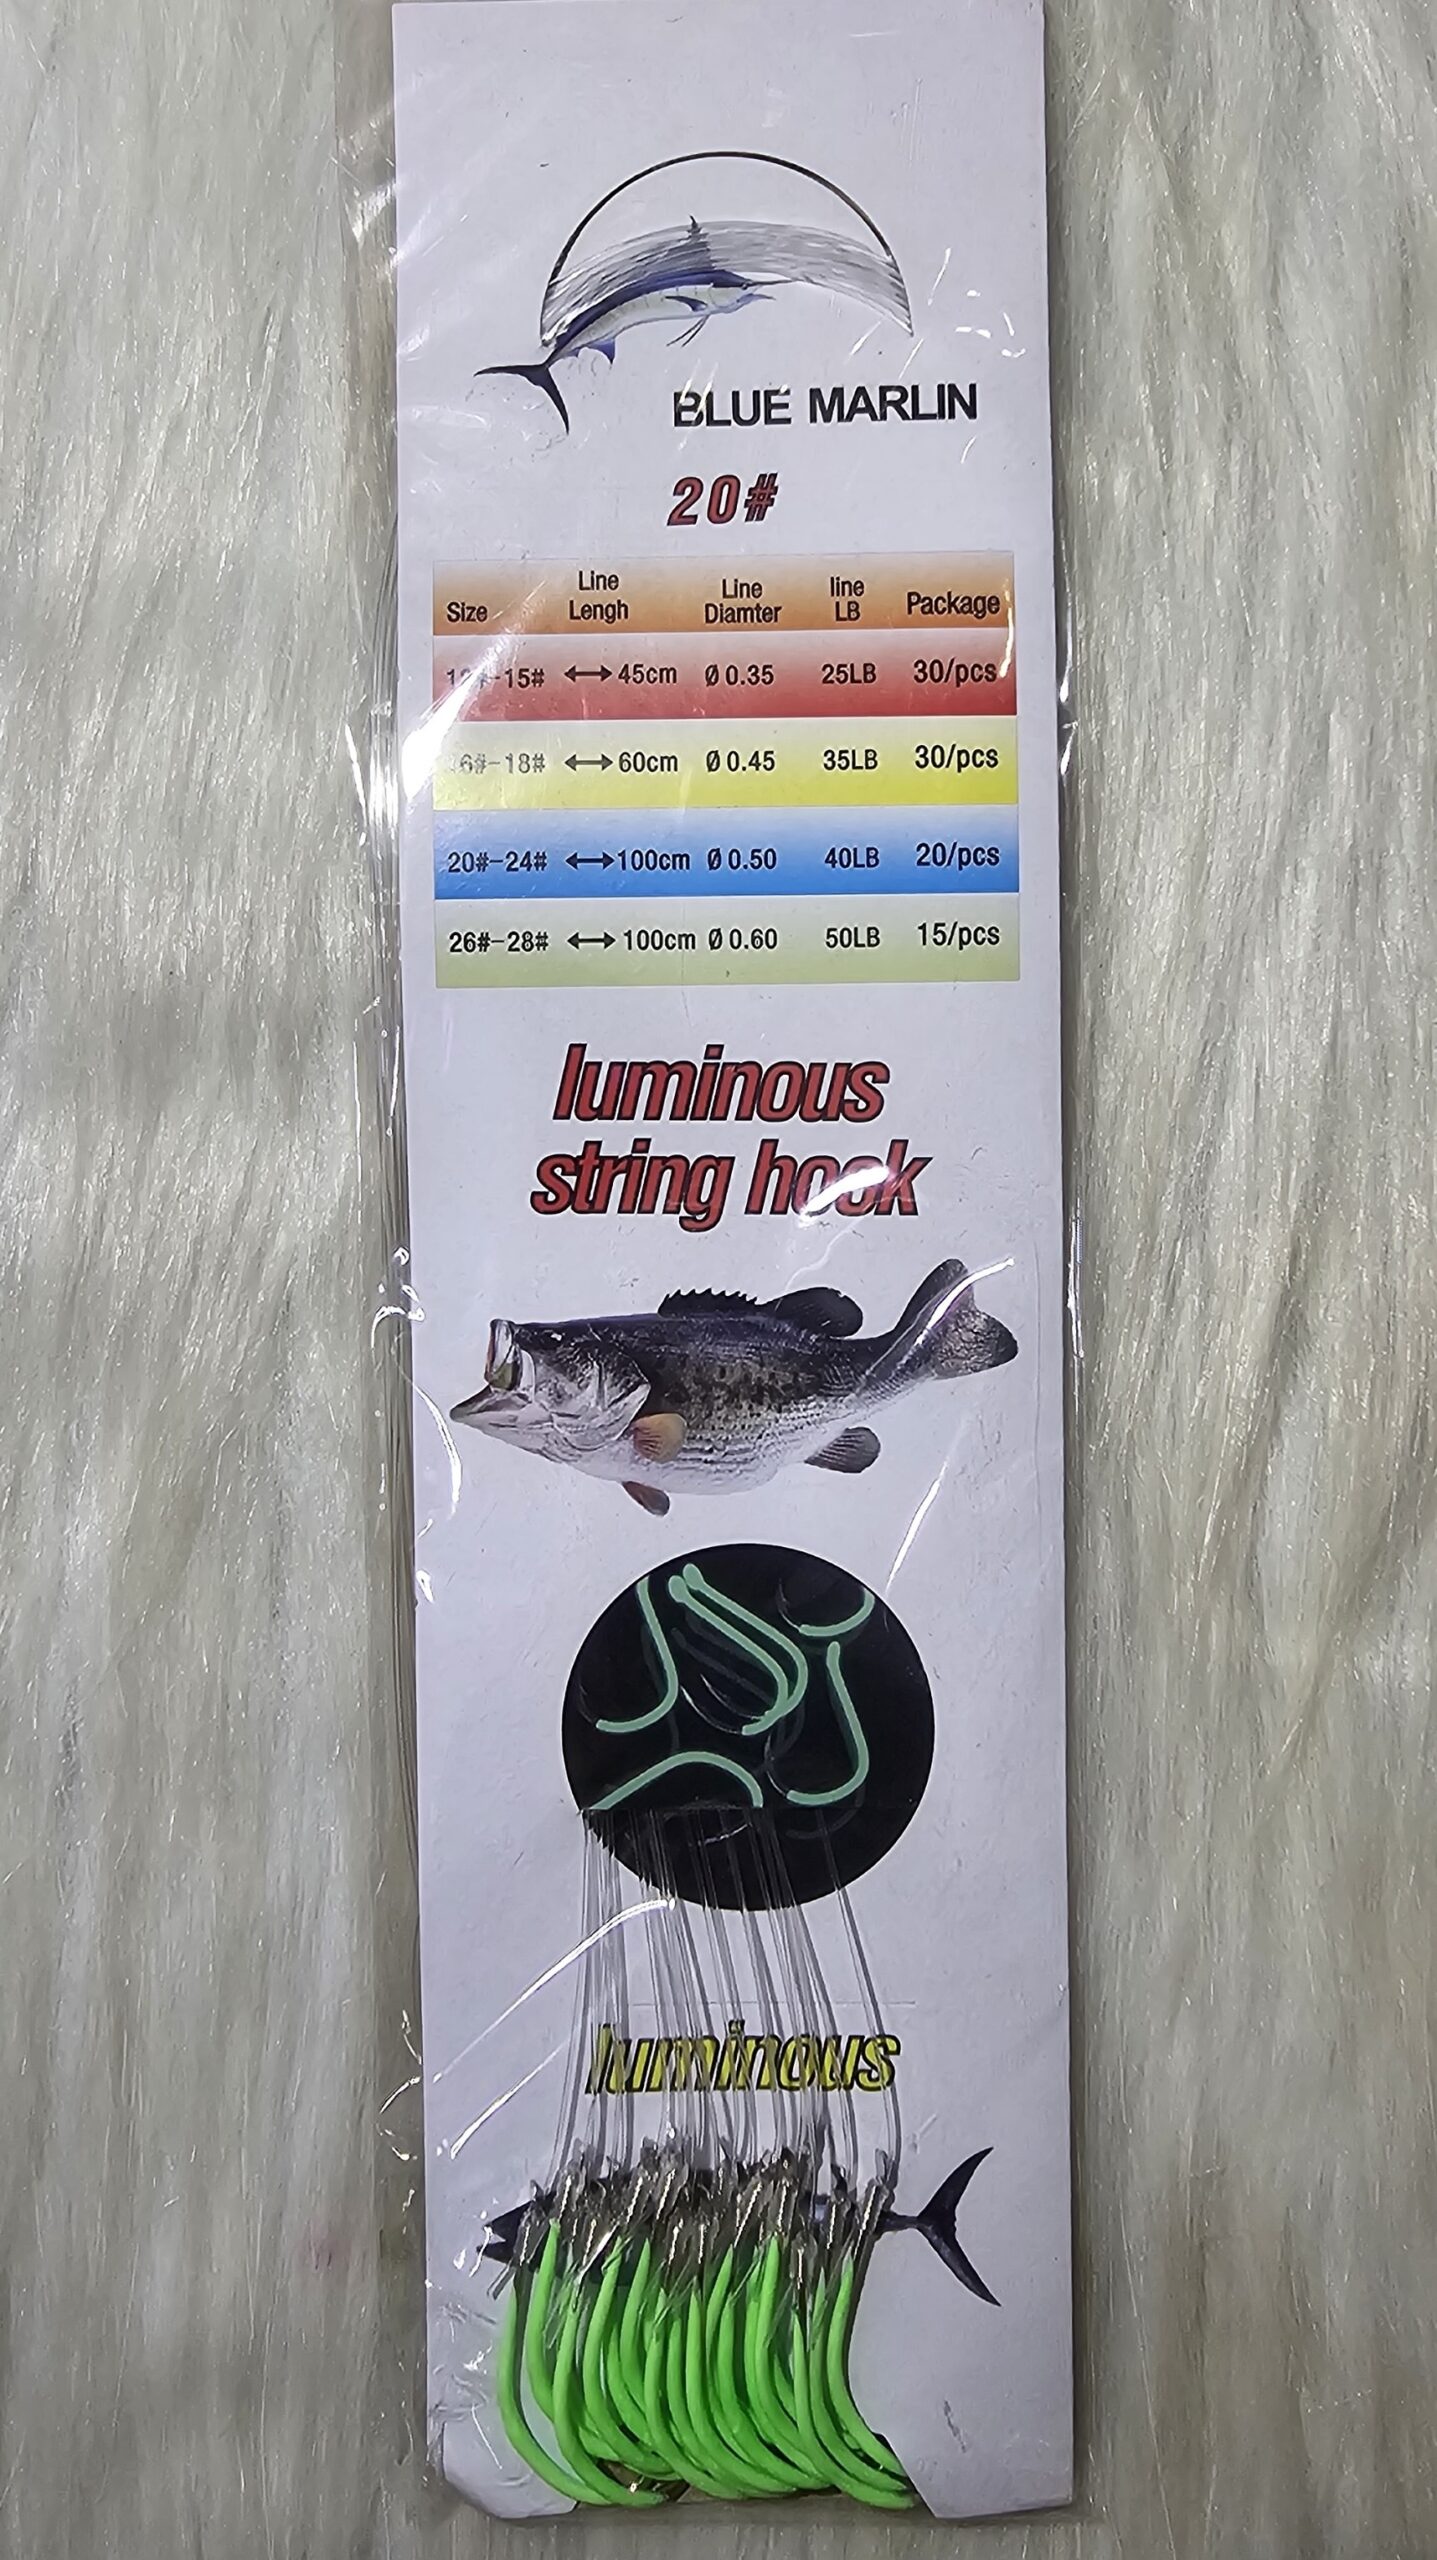 BLUE MARLIN
20#
Size Line Lengh Line Diamter line LB Package
-15# 45cm Ø 0.35 25LB 30/pcs
6#-18# 60cm Ø 0.45 35LB 30/pcs
20#-24# 100cm Ø 0.50 40LB 20/pcs
26#-28# 100cm Ø 0.60 50LB 15/pcs
luminous
string hook
luminous